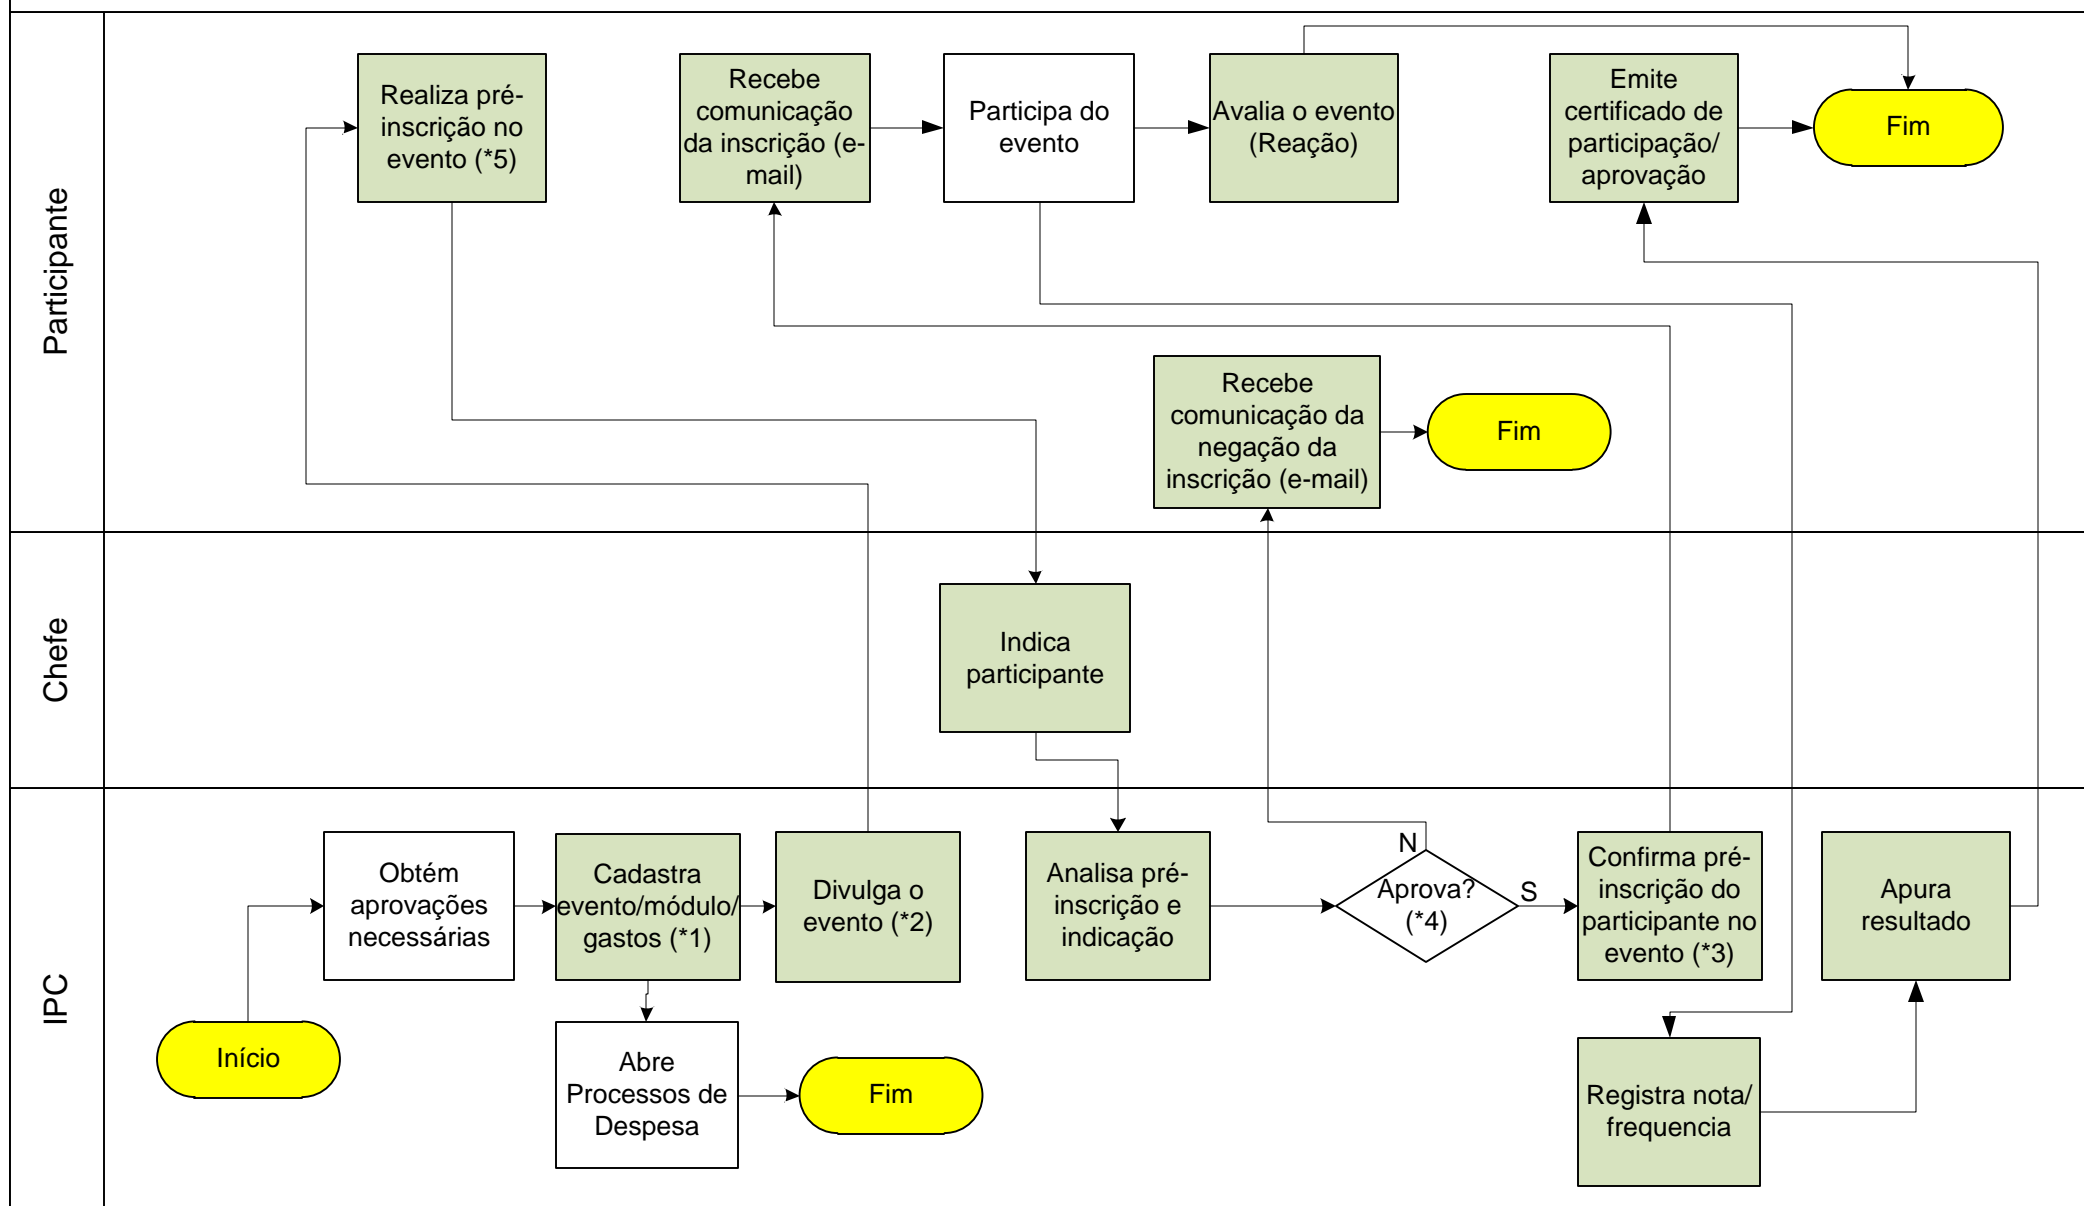 Participante
Realiza pré-
inscrição no
evento (*5)
Recebe
comunicação
da inscrição (e-
mail)
Participa do
evento
Avalia o evento
(Reação)
Emite
certificado de
participação/
aprovação
Fim
Recebe
comunicação da
negação da
inscrição (e-mail)
Fim
Chefe
Indica
participante
IPC
Início
Obtém
aprovações
necessárias
Cadastra
evento/módulo/
gastos (*1)
Divulga o
evento (*2)
Abre
Processos de
Despesa
Fim
Analisa pré-
inscrição e
indicação
N
Aprova?
(*4)
S
Confirma pré-
inscrição do
participante no
evento (*3)
Apura
resultado
Registra nota/
frequencia